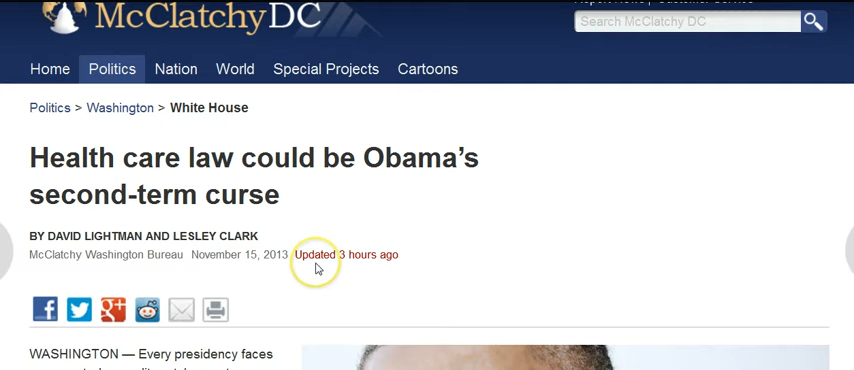 McClatchyDC
Search McClatchy DC
Home Politics Nation World Special Projects Cartoons
Politics > Washington > White House
Health care law could be Obama’s
second-term curse
BY DAVID LIGHTMAN AND LESLEY CLARK
McClatchy Washington Bureau November 15, 2013 Updated 3 hours ago
WASHINGTON — Every presidency faces